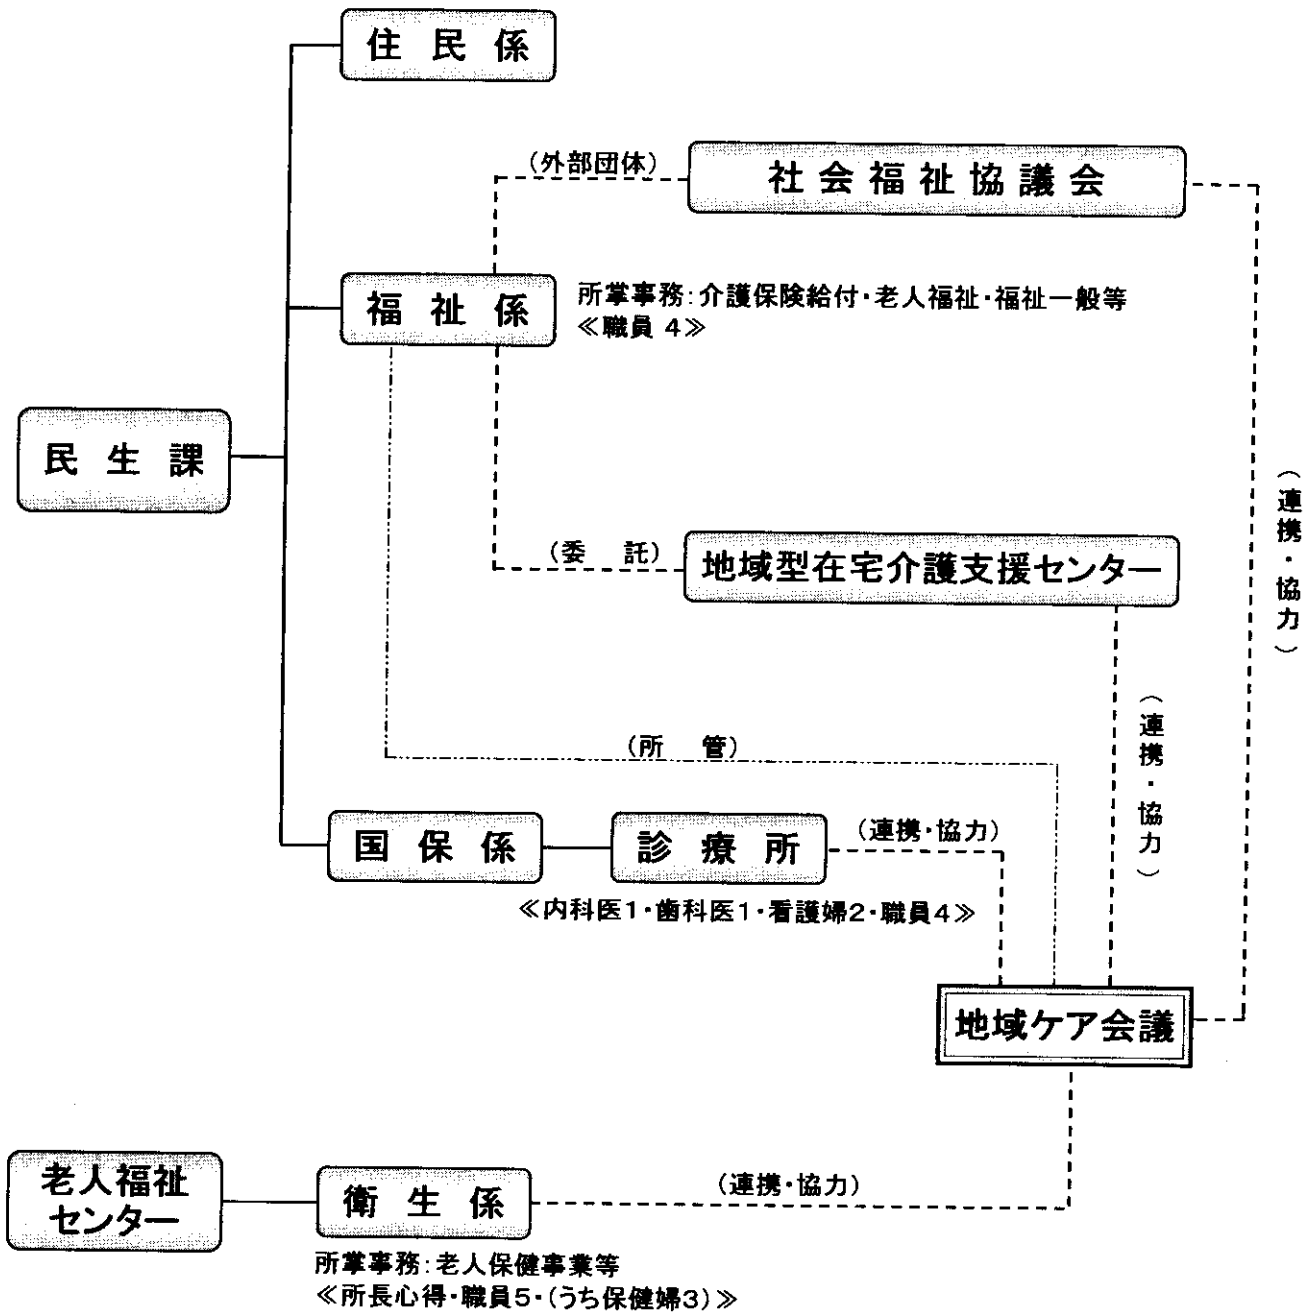 住民係
(外部団体)
社会福祉協議会
福祉係
所掌事務:介護保険給付・老人福祉・福祉一般等
≪職員 4≫
民生課
(連携・協力)
(委 託)
地域型在宅介護支援センター
(連携・協力)
(所 管)
国保係
診療所
(連携・協力)
≪内科医1・歯科医1・看護婦2・職員4≫
地域ケア会議
老人福祉
センター
衛生係
(連携・協力)
所掌事務:老人保健事業等
≪所長心得・職員5・(うち保健婦3)≫